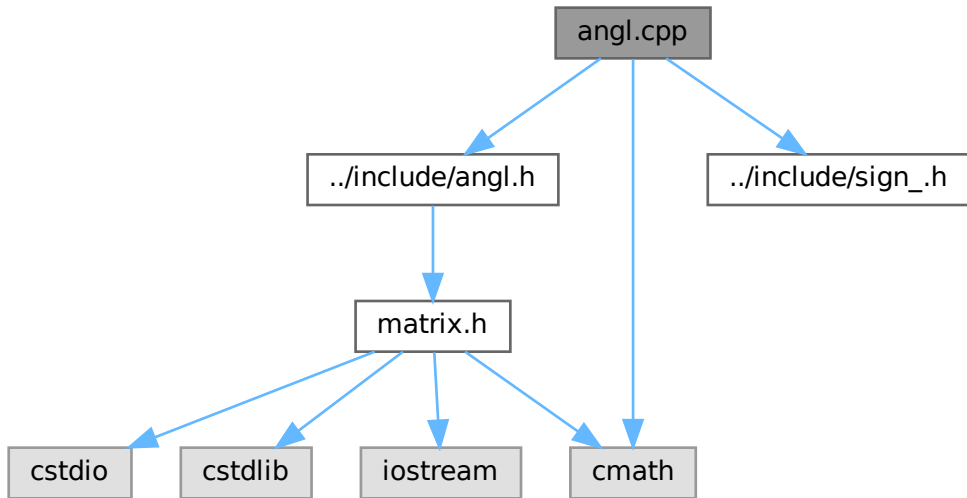 angl.cpp
../include/angl.h
../include/sign_.h
matrix.h
cstdio
cstdlib
iostream
cmath